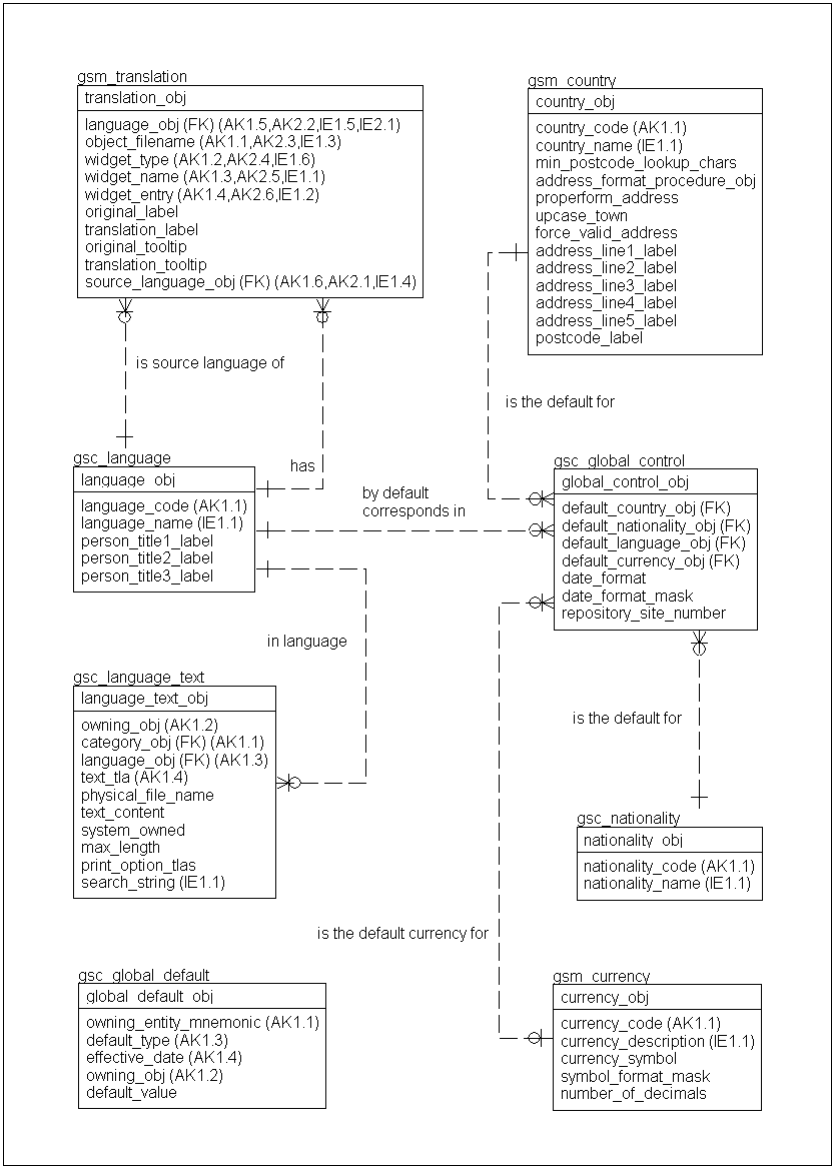 gsm_translation
translation_obj
language_obj (FK) (AK1.5,AK2.2,IE1.5,IE2.1)
object_filename (AK1.1,AK2.3,IE1.3)
widget_type (AK1.2,AK2.4,IE1.6)
widget_name (AK1.3,AK2.5,IE1.1)
widget_entry (AK1.4,AK2.6,IE1.2)
original_label
translation_label
original_tooltip
translation_tooltip
source_language_obj (FK) (AK1.6,AK2.1,IE1.4)
gsm_country
country_obj
country_code (AK1.1)
country_name (IE1.1)
min_postcode_lookup_chars
address_format_procedure_obj
properform_address
upcase_town
force_valid_address
address_line1_label
address_line2_label
address_line3_label
address_line4_label
address_line5_label
postcode_label
is source language of
is the default for
has
by default
corresponds in
gsc_language
language_obj
language_code (AK1.1)
language_name (IE1.1)
person_title1_label
person_title2_label
person_title3_label
gsc_global_control
global_control_obj
default_country_obj (FK)
default_nationality_obj (FK)
default_language_obj (FK)
default_currency_obj (FK)
date_format
date_format_mask
repository_site_number
in language
gsc_language_text
language_text_obj
owning_obj (AK1.2)
category_obj (FK) (AK1.1)
language_obj (FK) (AK1.3)
text_tla (AK1.4)
physical_file_name
text_content
system_owned
max_length
print_option_tlas
search_string (IE1.1)
is the default for
gsc_nationality
nationality_obj
nationality_code (AK1.1)
nationality_name (IE1.1)
is the default currency for
gsc_global_default
global_default_obj
owning_entity_mnemonic (AK1.1)
default_type (AK1.3)
effective_date (AK1.4)
owning_obj (AK1.2)
default_value
gsm_currency
currency_obj
currency_code (AK1.1)
currency_description (IE1.1)
currency_symbol
symbol_format_mask
number_of_decimals